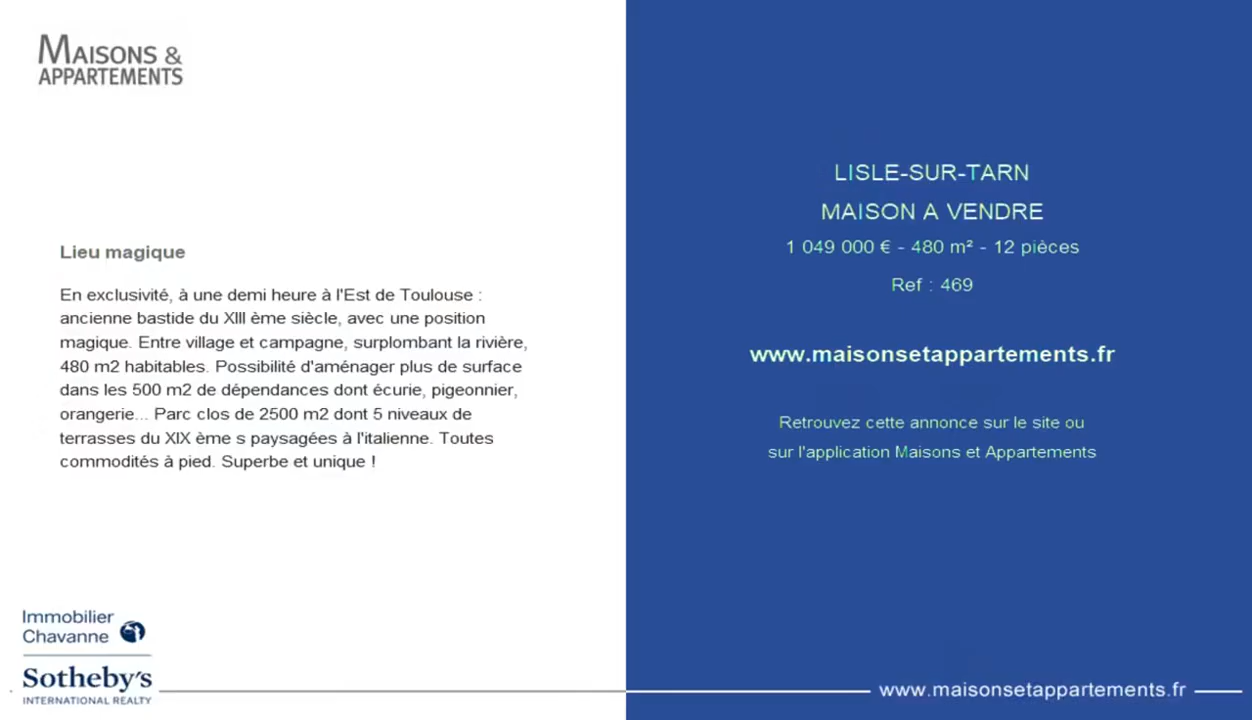 MAISONS &
APPARTEMENTS
Lieu magique
En exclusivité, à une demi heure à l'Est de Toulouse :
ancienne bastide du XIII ème siècle, avec une position
magique. Entre village et campagne, surplombant la rivière,
480 m2 habitables. Possibilité d'aménager plus de surface
dans les 500 m2 de dépendances dont écurie, pigeonnier,
orangerie... Parc clos de 2500 m2 dont 5 niveaux de
terrasses du XIX ème s paysagées à l'italienne. Toutes
commodités à pied. Superbe et unique !
Immobilier
Chavanne
Sotheby's
INTERNATIONAL REALTY
LISLE-SUR-TARN
MAISON A VENDRE
1 049 000 € - 480 m² - 12 pièces
Ref : 469
www.maisonsetappartements.fr
Retrouvez cette annonce sur le site ou
sur l'application Maisons et Appartements
www.maisonsetappartements.fr